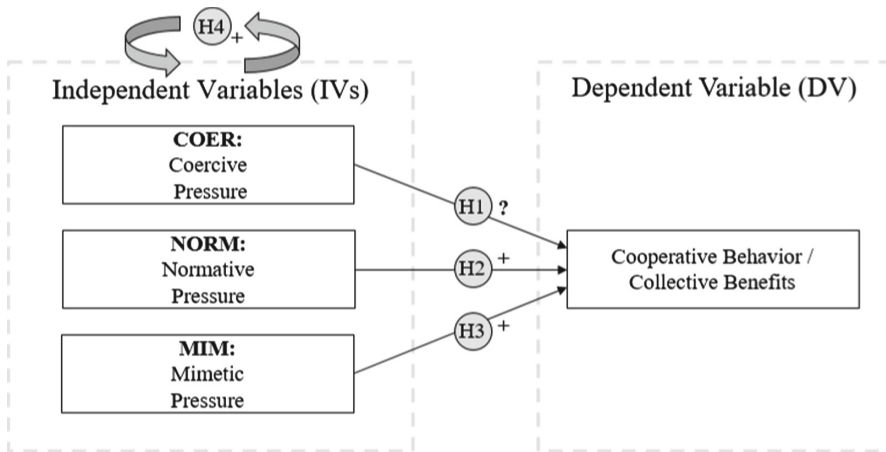 H4
+
Independent Variables (IVs)
Dependent Variable (DV)
COER:
Coercive
Pressure
H1 ?
NORM:
Normative
Pressure
H2 +
Cooperative Behavior /
Collective Benefits
MIM:
Mimetic
Pressure
H3 +